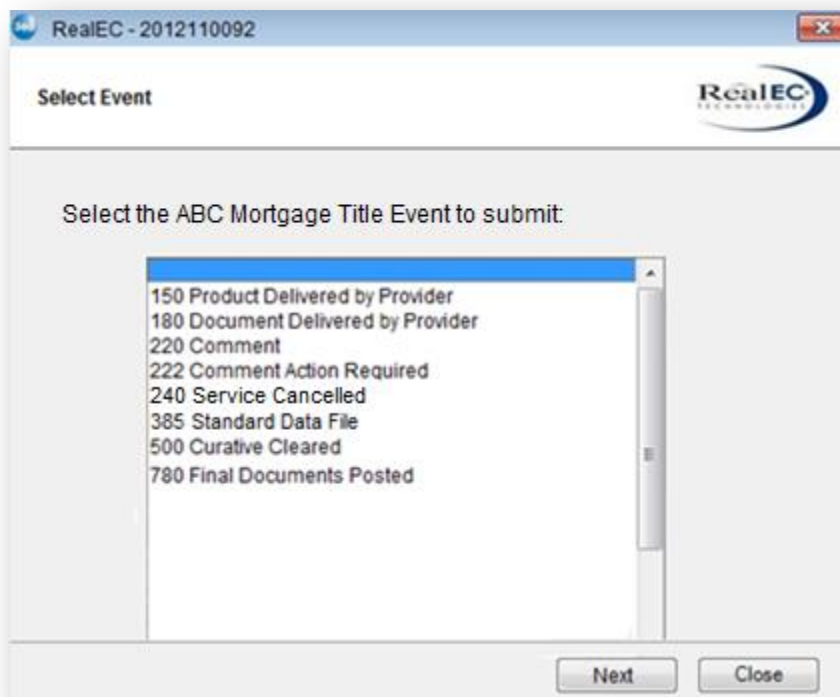 RealEC - 2012110092
Select Event
RealEC
TECHNOLOGIES
Select the ABC Mortgage Title Event to submit:
150 Product Delivered by Provider
180 Document Delivered by Provider
220 Comment
222 Comment Action Required
240 Service Cancelled
385 Standard Data File
500 Curative Cleared
780 Final Documents Posted
Next
Close